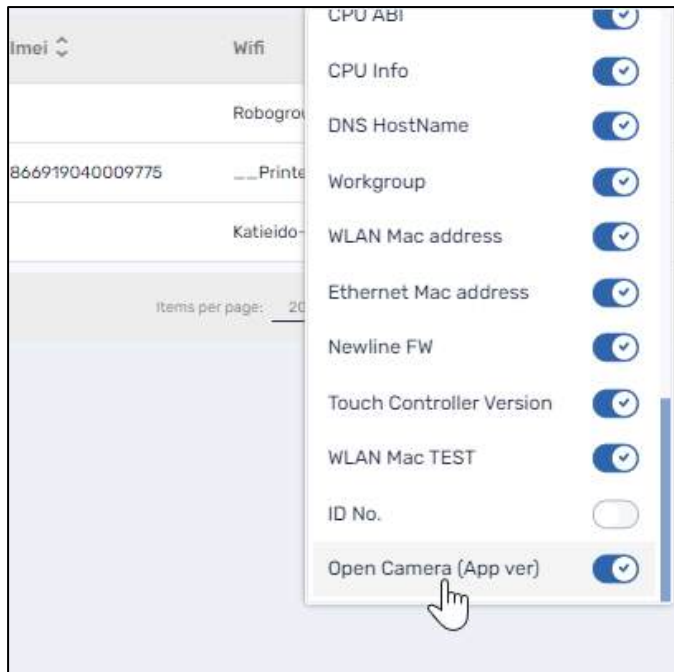 Imei
Wifi
Robogrou
866919040009775
__Printe
Katieido-
Items per page:
20
CPU ABI
CPU Info
DNS HostName
Workgroup
WLAN Mac address
Ethernet Mac address
Newline FW
Touch Controller Version
WLAN Mac TEST
ID No.
Open Camera (App ver)